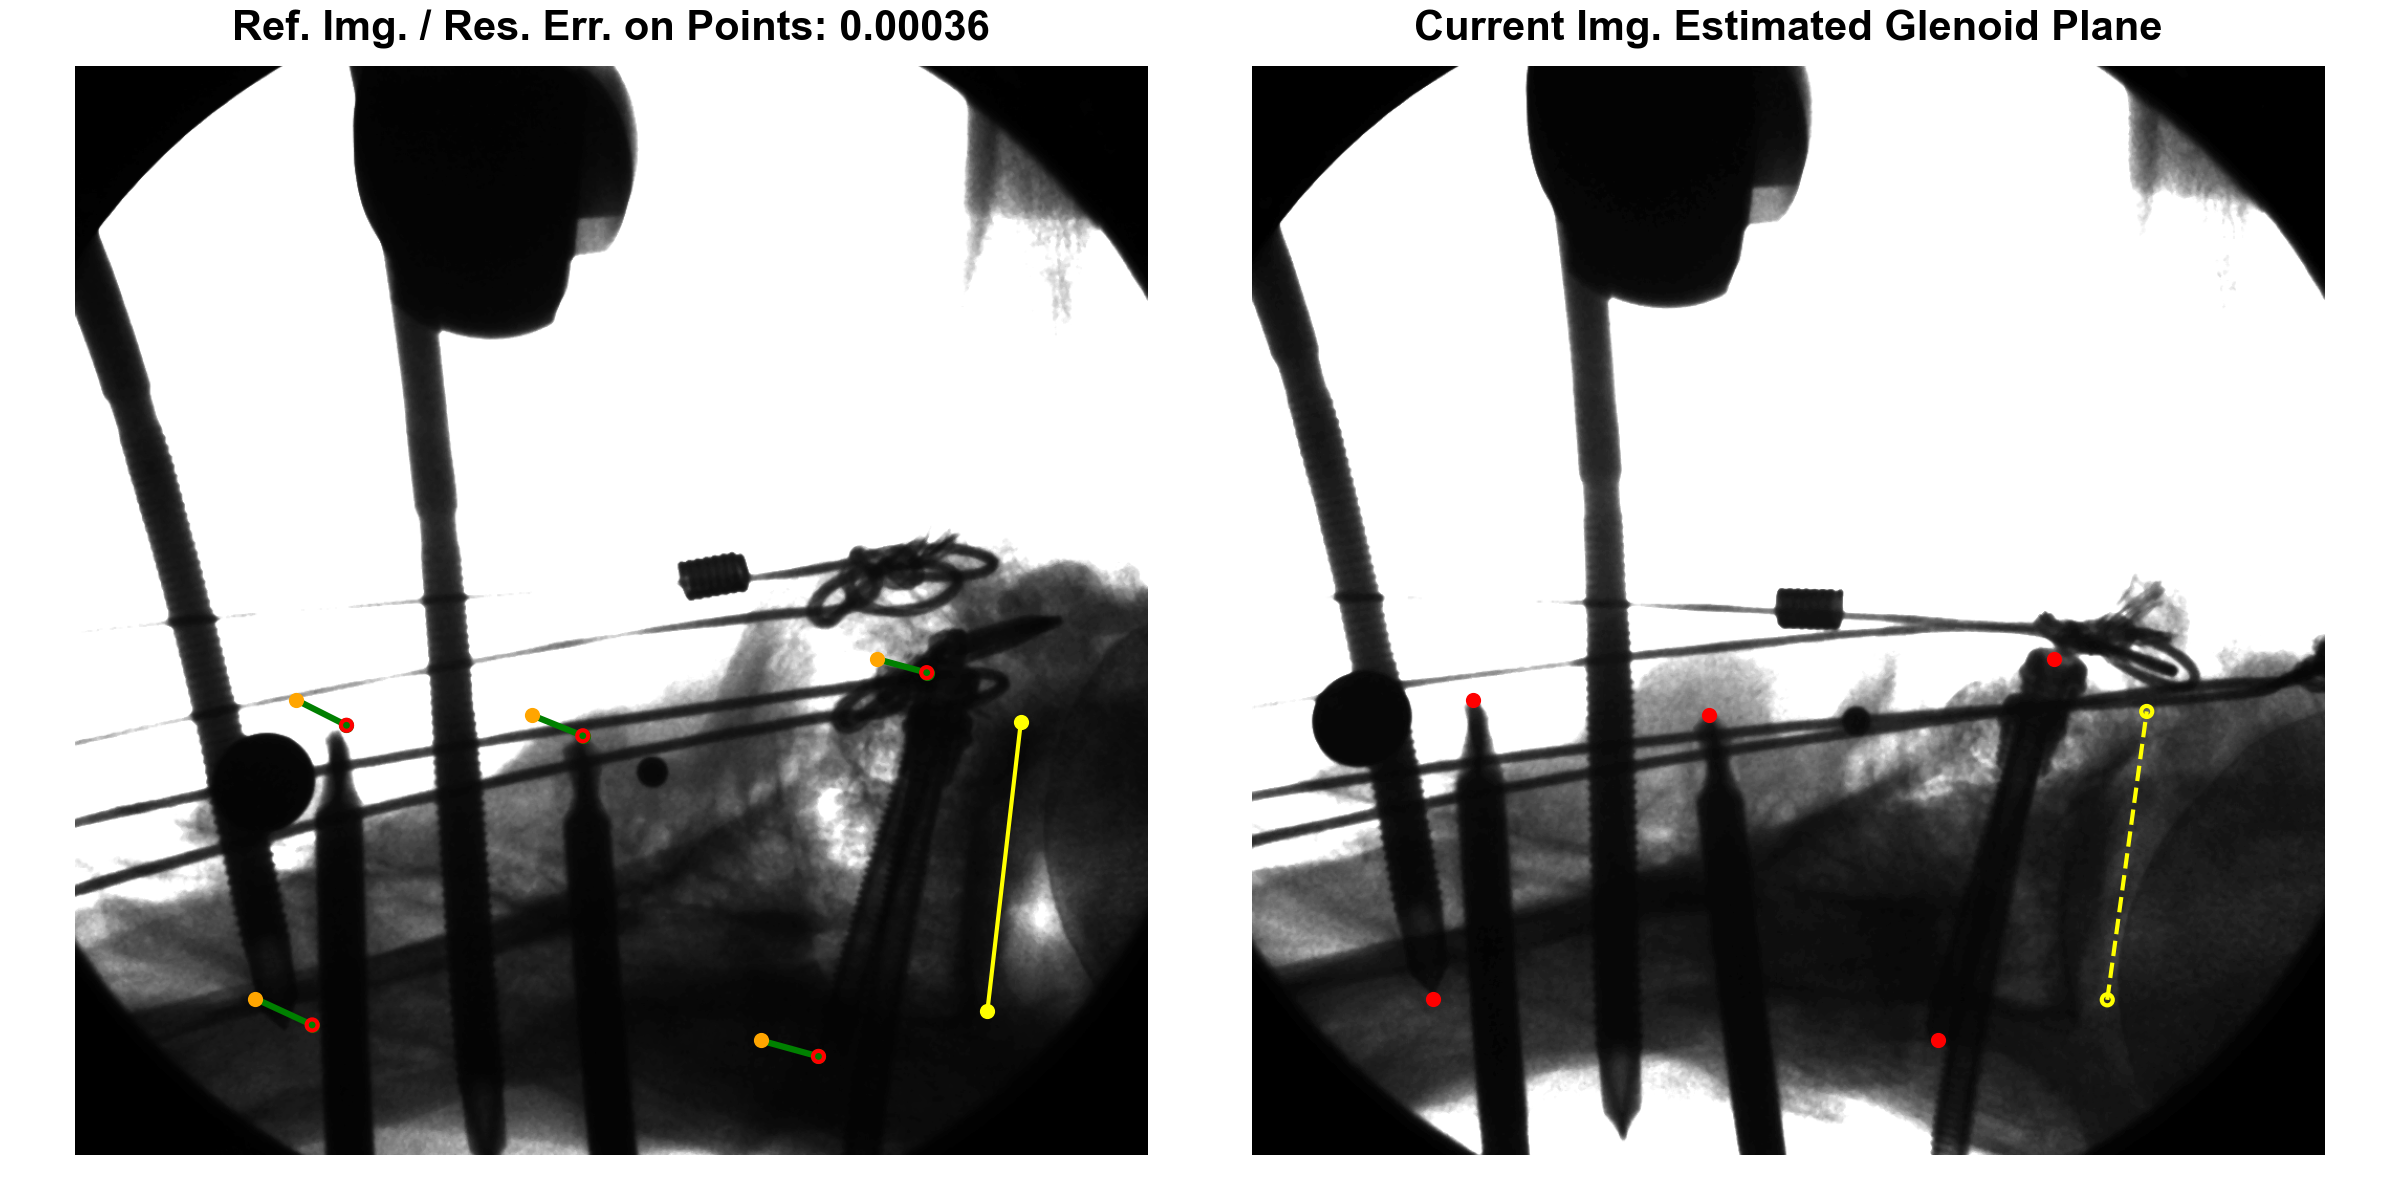 Ref. Img. / Res. Err. on Points: 0.00036
Current Img. Estimated Glenoid Plane